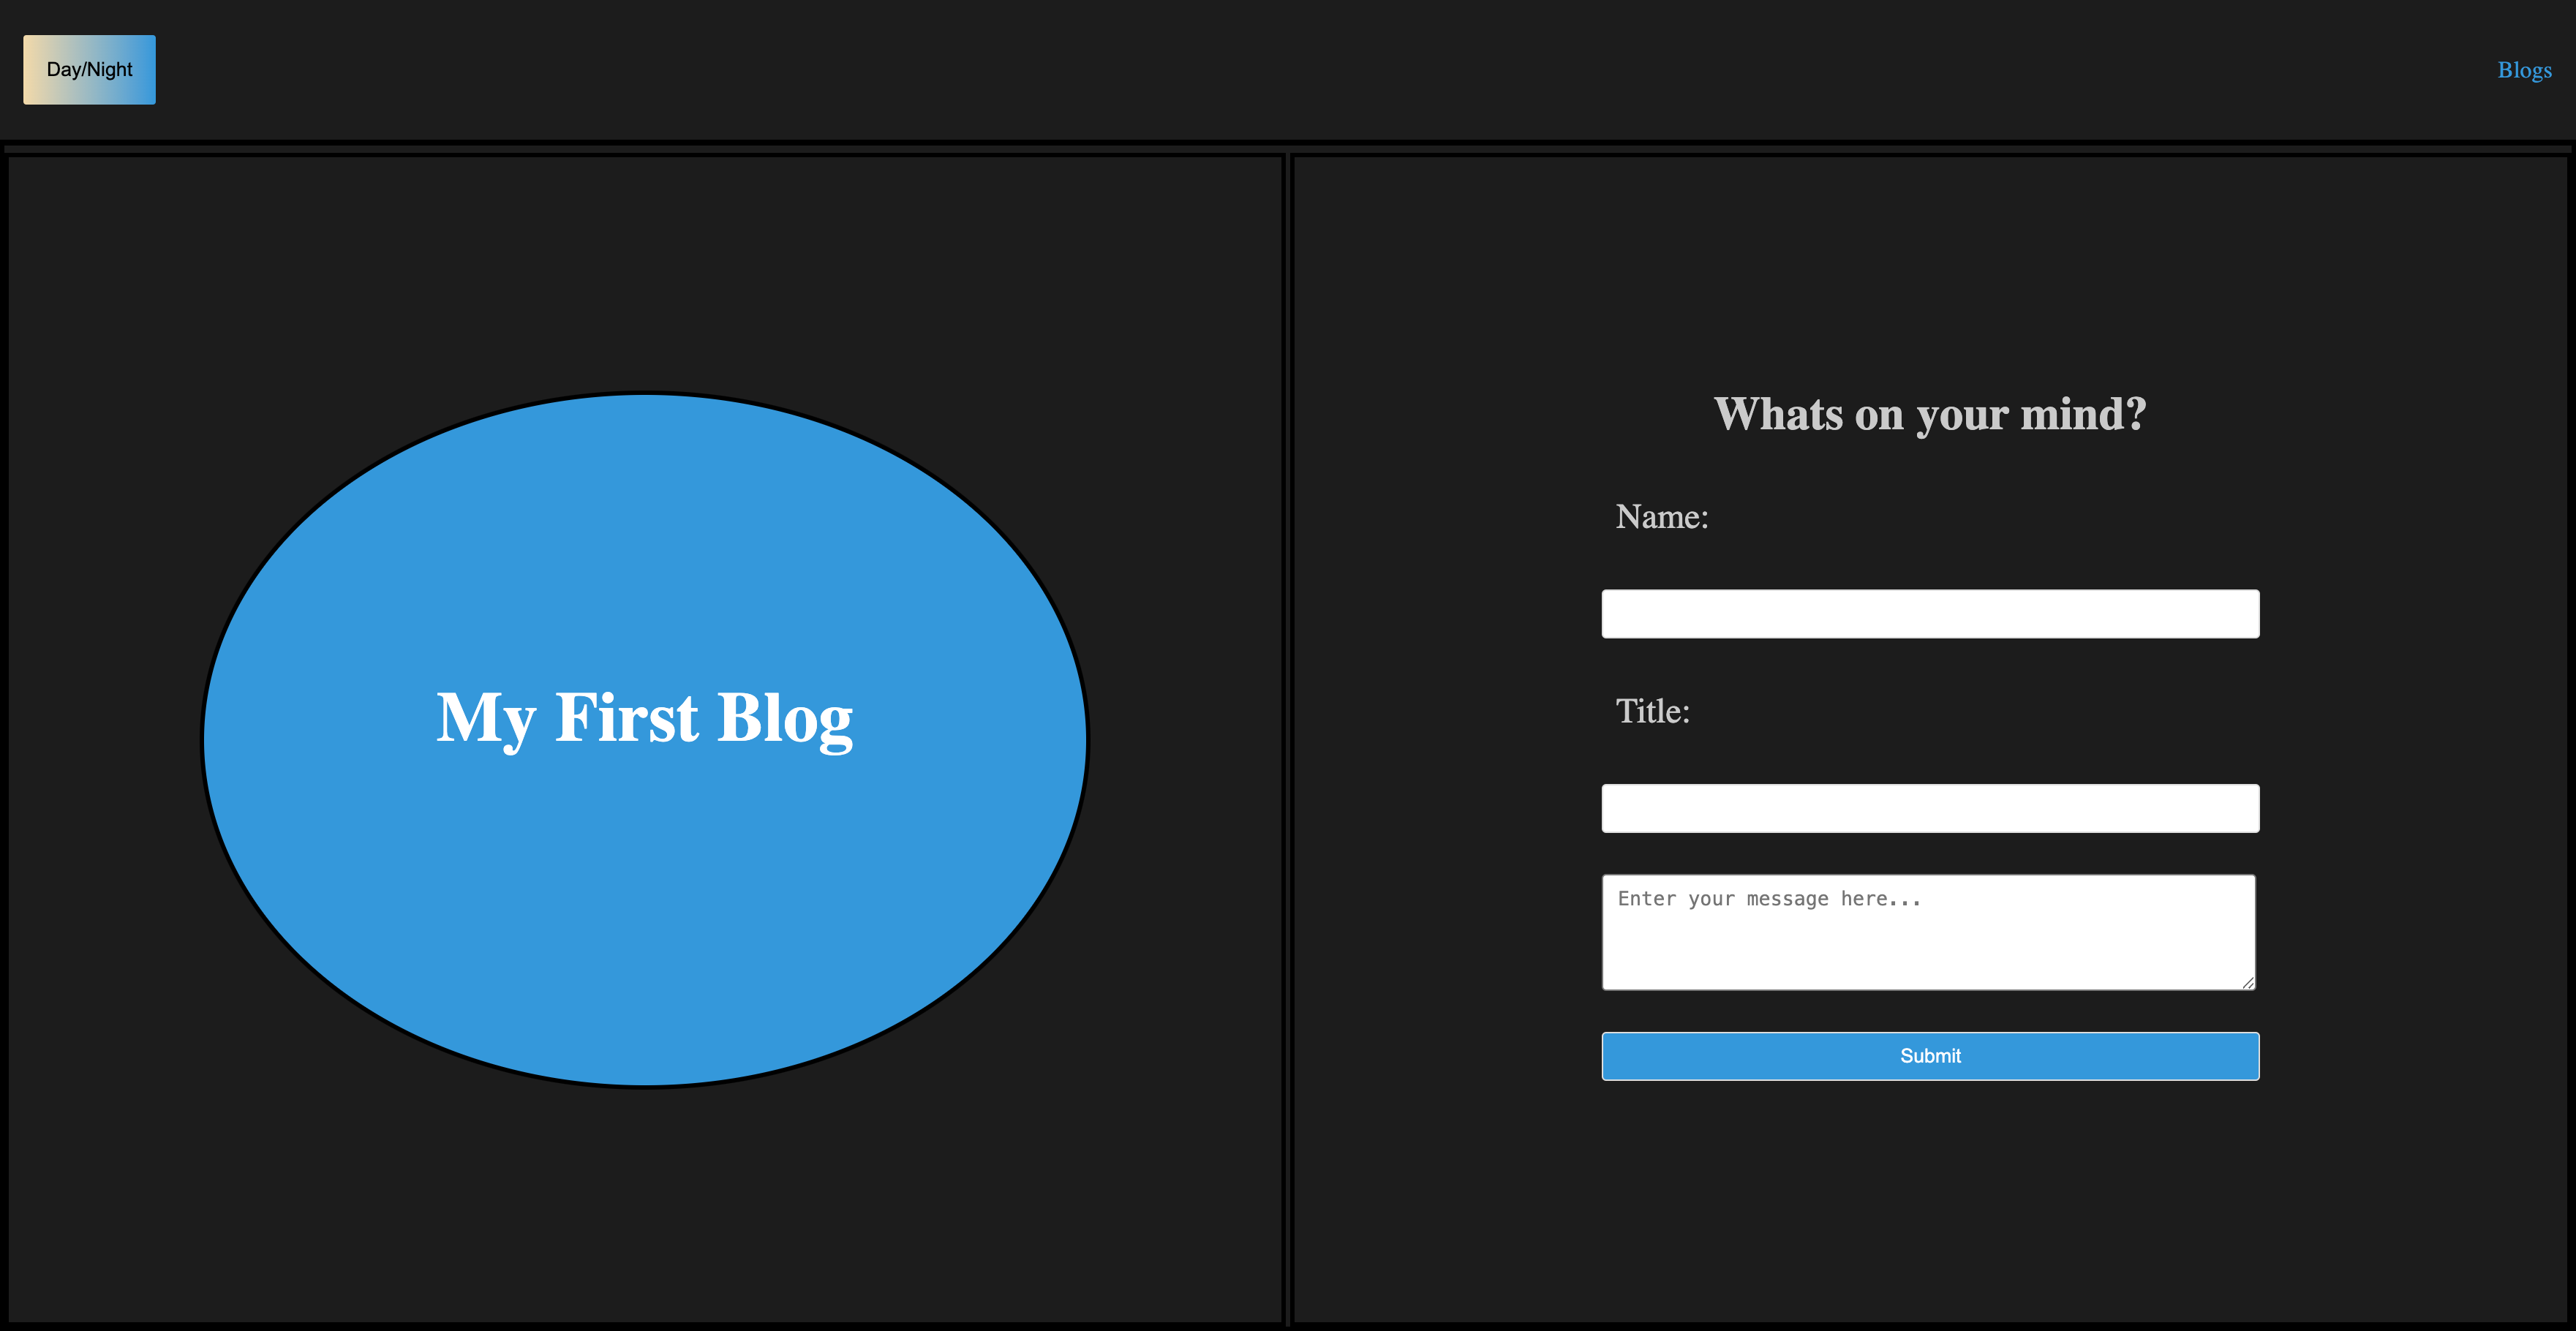 Day/Night
Blogs
My First Blog
Whats on your mind?
Name:
Title:
Enter your message here...
Submit